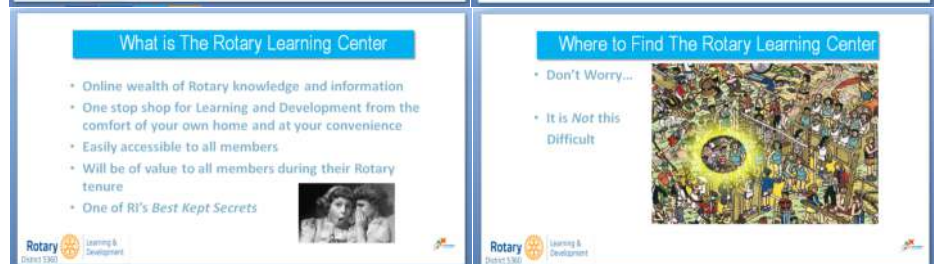 What is The Rotary Learning Center
• Online wealth of Rotary knowledge and information
• One stop shop for Learning and Development from the
comfort of your own home and at your convenience
• Easily accessible to all members
• Will be of value to all members during their Rotary
tenure
• One of RI's Best Kept Secrets
Rotary
District 5360
Learning &
Development
Where to Find The Rotary Learning Center
• Don't Worry...
• It is Not this
Difficult
Rotary
District 5360
Learning &
Development